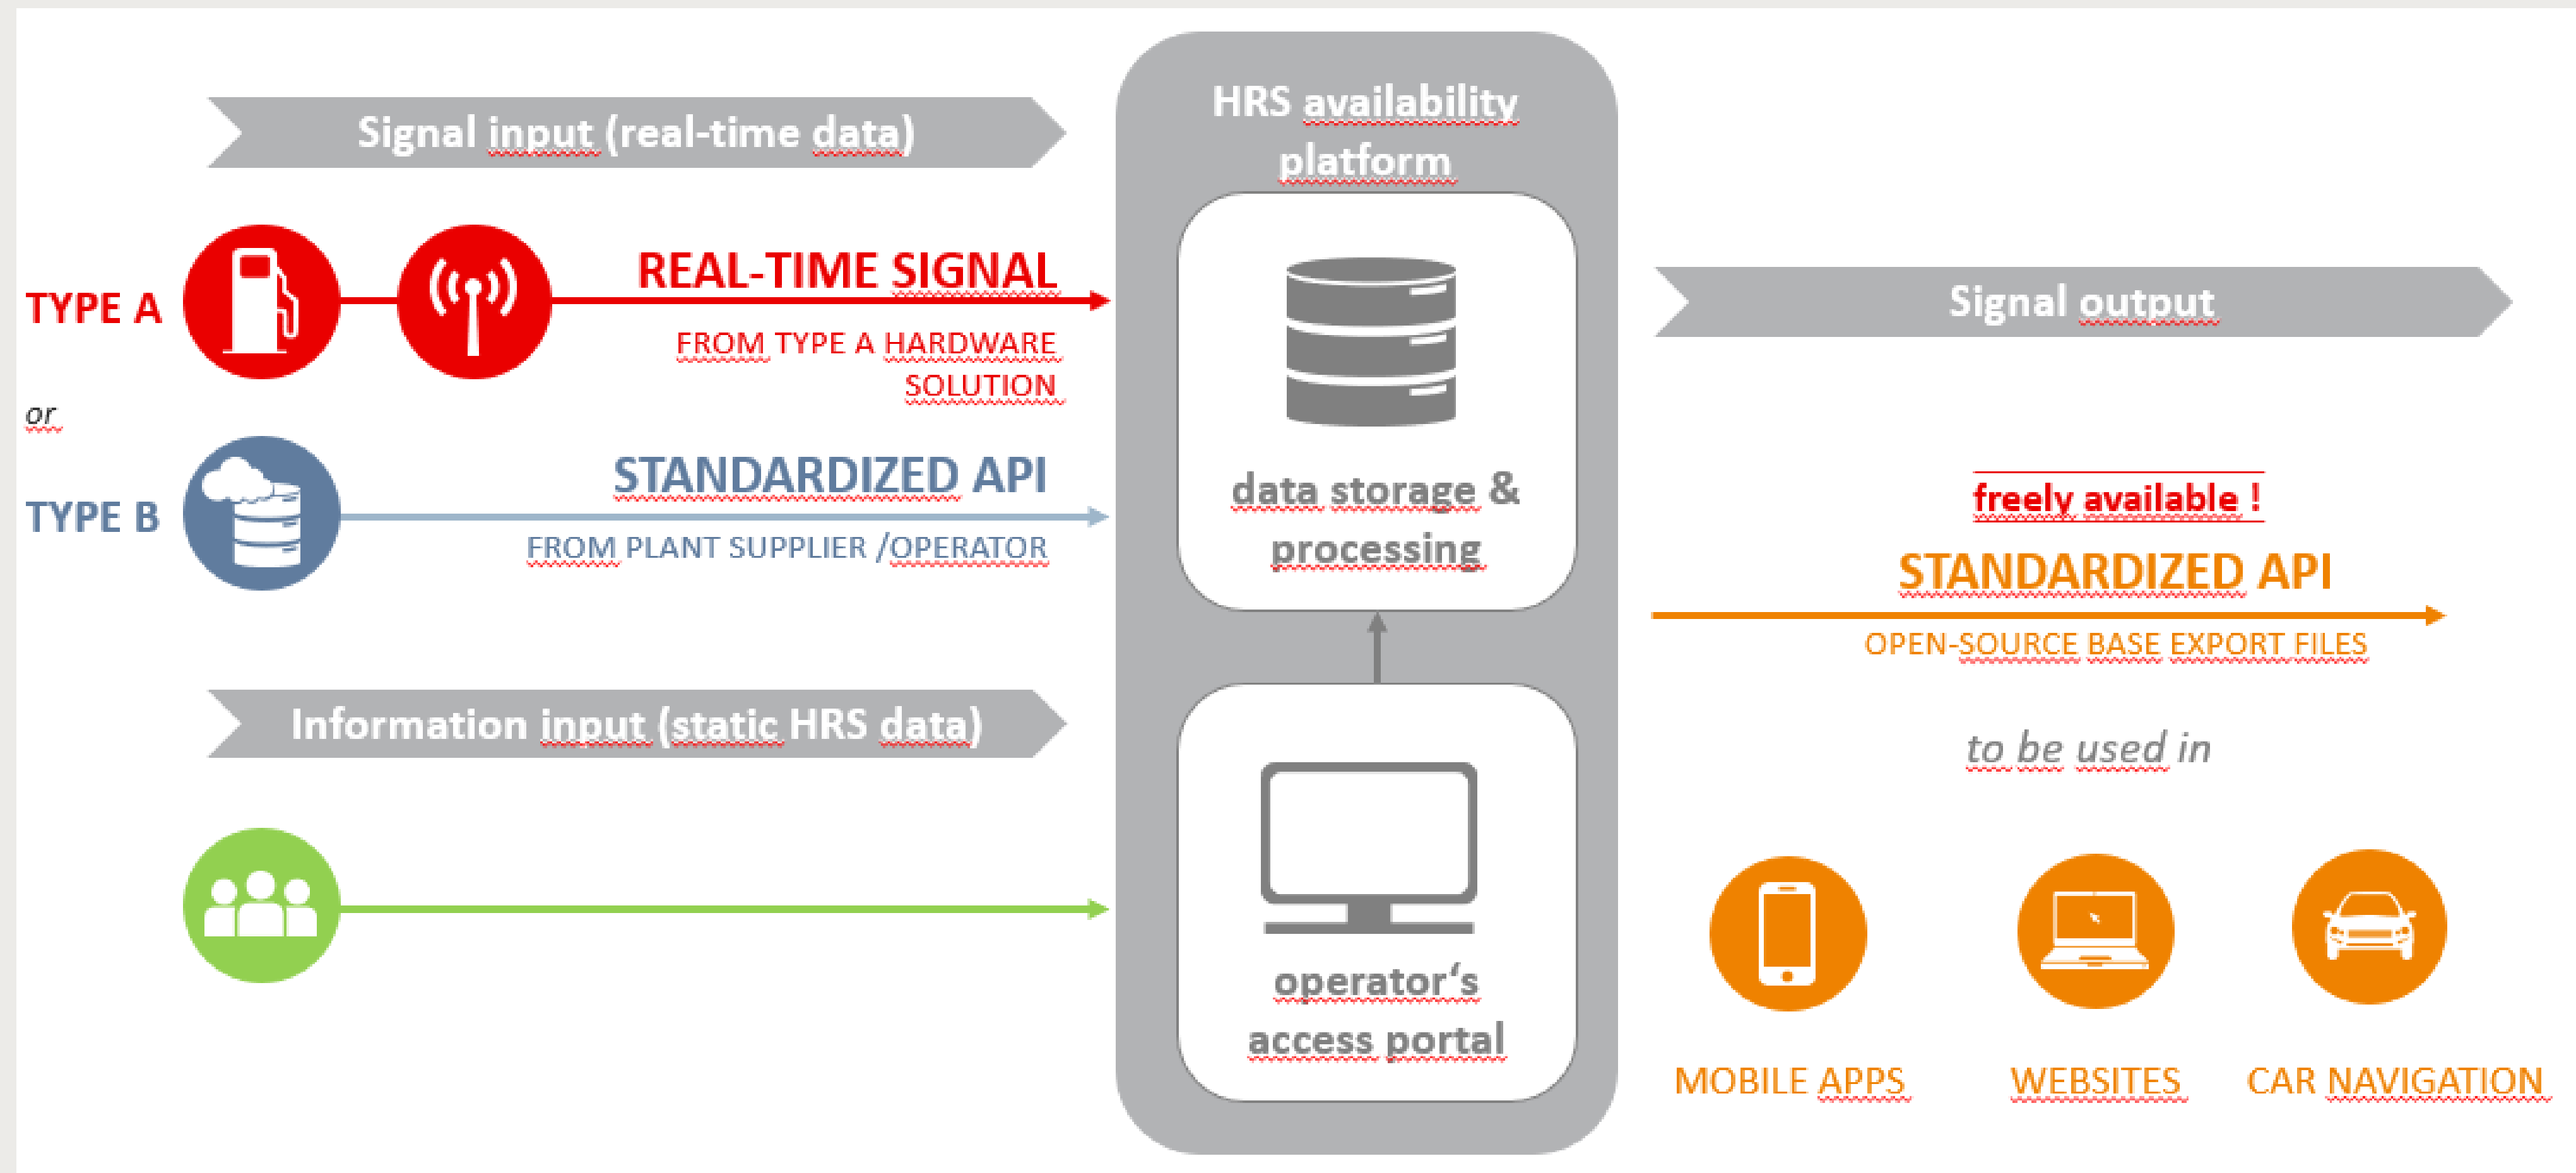 Signal input (real-time data)
TYPE A
REAL-TIME SIGNAL
FROM TYPE A HARDWARE
SOLUTION
or
TYPE B
STANDARDIZED API
FROM PLANT SUPPLIER /OPERATOR
Information input (static HRS data)
HRS availability
platform
data storage &
processing
operator‘s
access portal
Signal output
freely available !
STANDARDIZED API
OPEN-SOURCE BASE EXPORT FILES
to be used in
MOBILE APPS
WEBSITES
CAR NAVIGATION